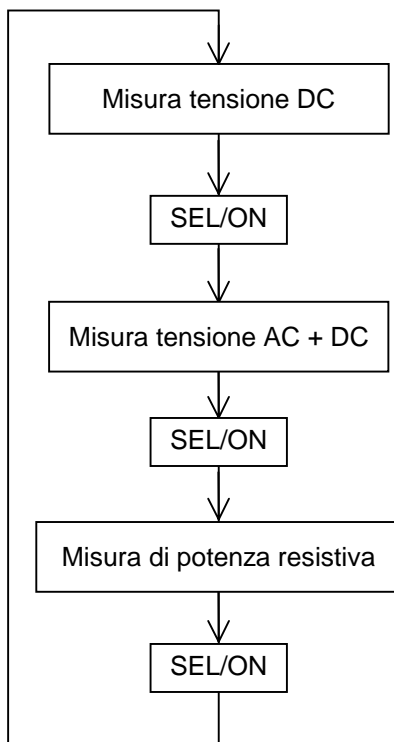 Misura tensione DC
SEL/ON
Misura tensione AC + DC
SEL/ON
Misura di potenza resistiva
SEL/ON